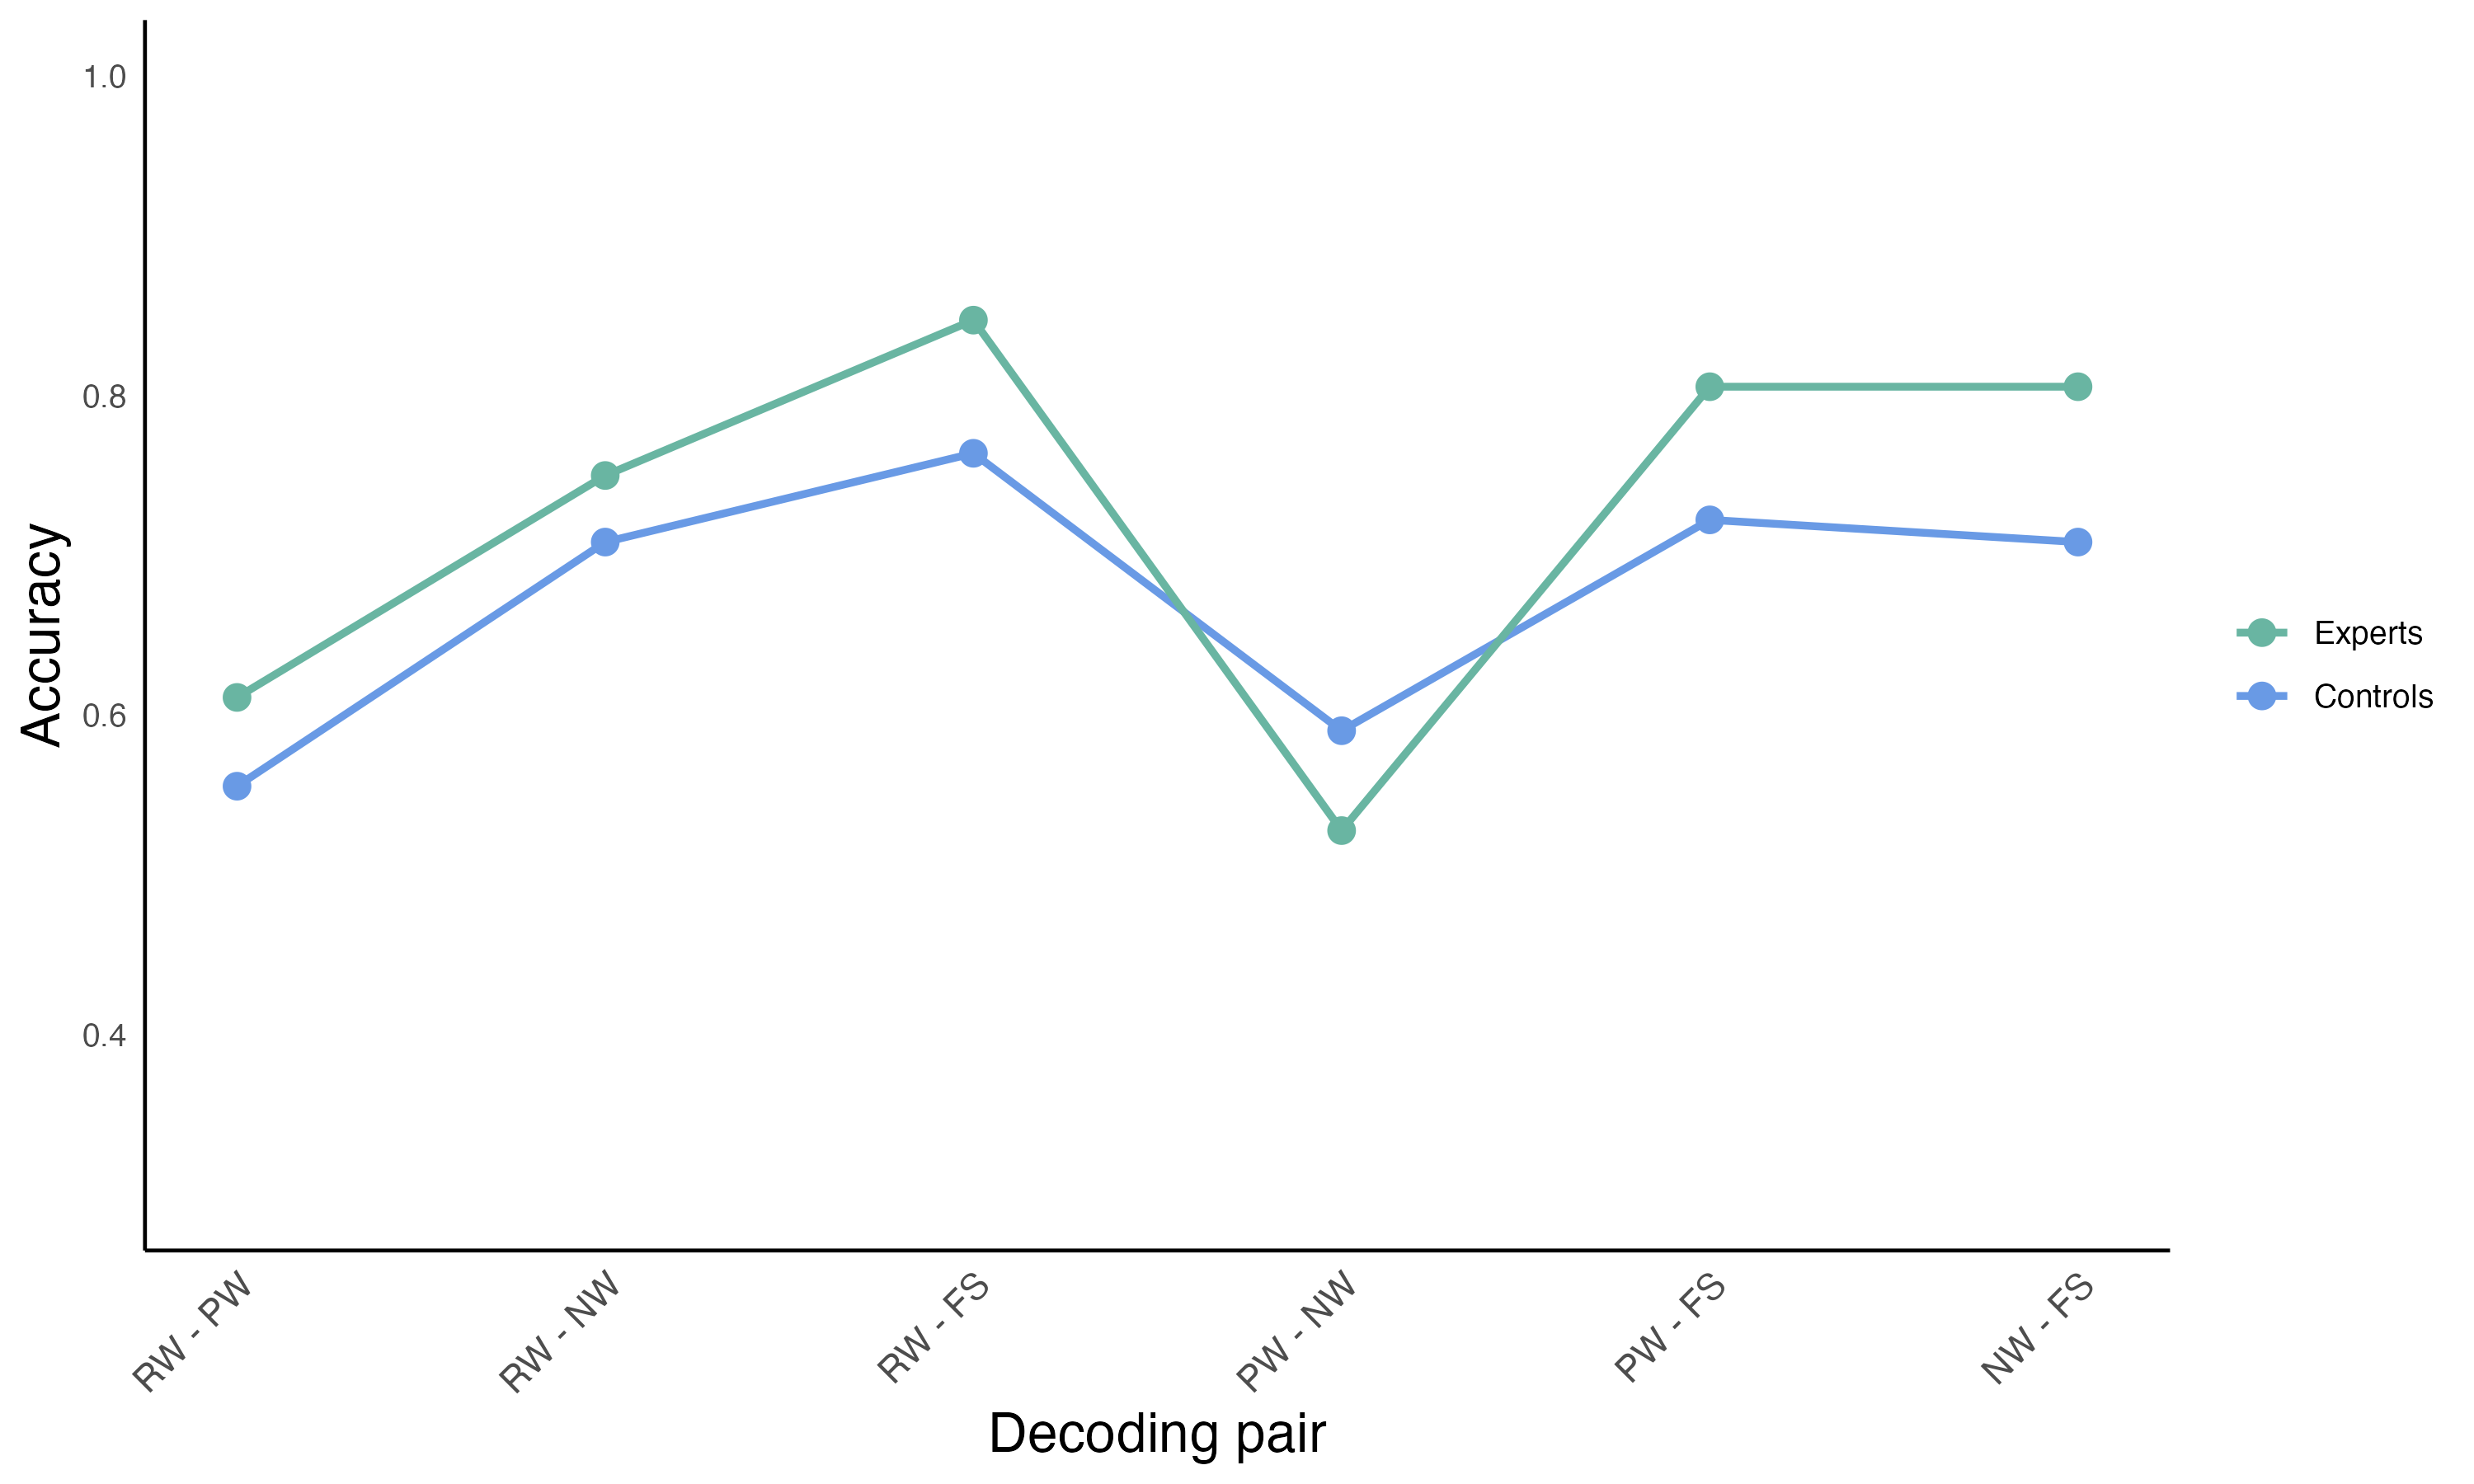 1.0
0.8
0.6
0.4
Accuracy
RW - PW
RW - NW
RW - FS
PW - NW
PW - FS
NW - FS
Decoding pair
Experts
Controls